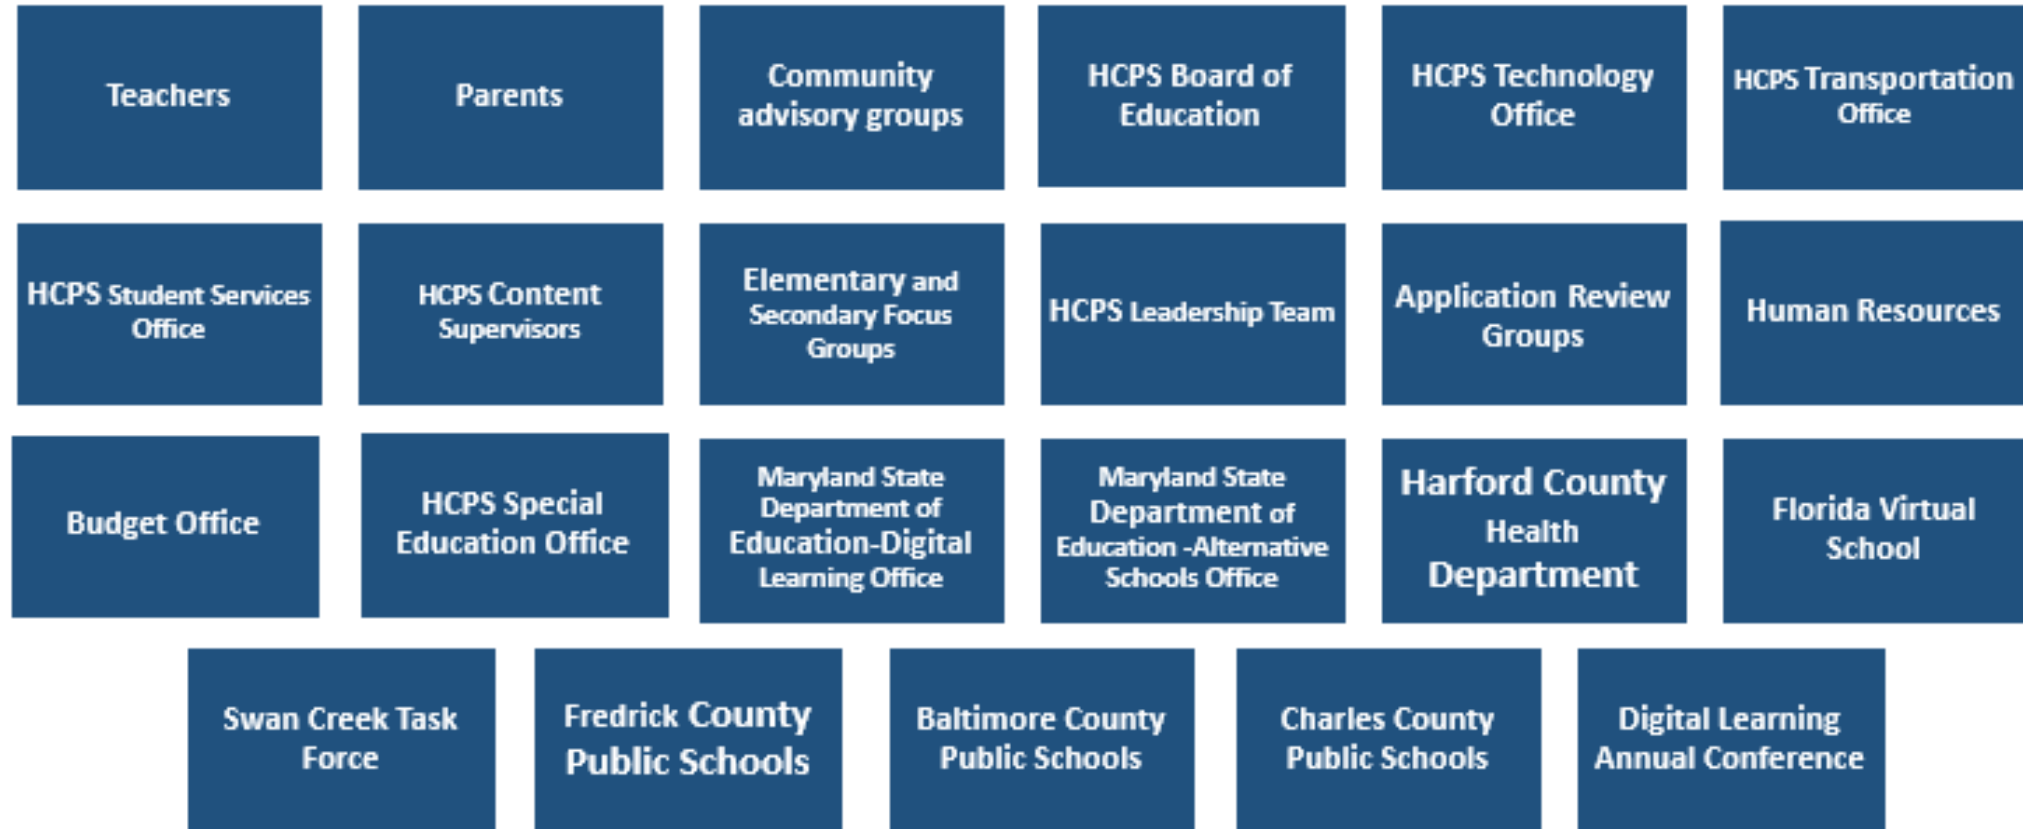 Teachers
Parents
Community
advisory groups
HCPS Board of
Education
HCPS Technology
Office
HCPS Transportation
Office
HCPS Student Services
Office
HCPS Content
Supervisors
Elementary and
Secondary Focus
Groups
HCPS Leadership Team
Application Review
Groups
Human Resources
Budget Office
HCPS Special
Education Office
Maryland State
Department of
Education-Digital
Learning Office
Maryland State
Department of
Education -Alternative
Schools Office
Harford County
Health
Department
Florida Virtual
School
Swan Creek Task
Force
Fredrick County
Public Schools
Baltimore County
Public Schools
Charles County
Public Schools
Digital Learning
Annual Conference